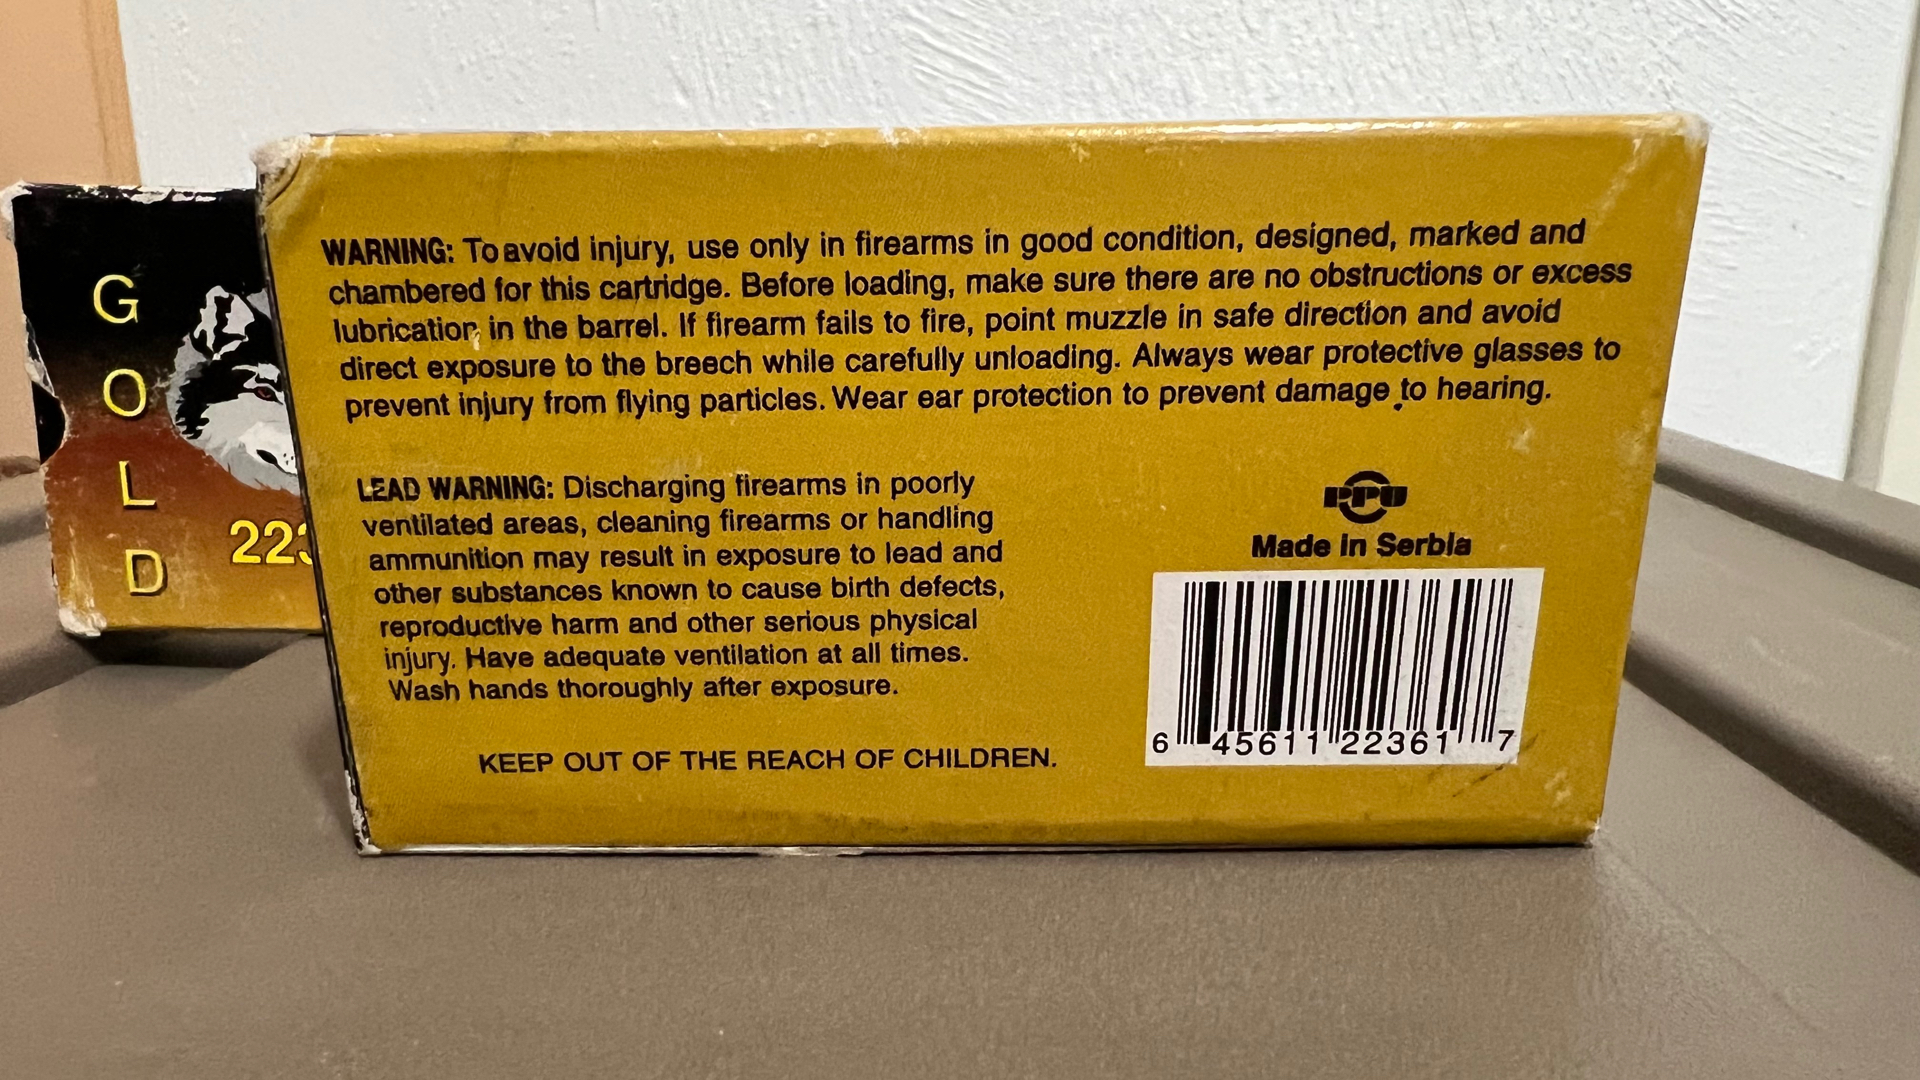 WARNING: To avoid injury, use only in firearms in good condition, designed, marked and
chambered for this cartridge. Before loading, make sure there are no obstructions or excess
lubrication in the barrel. If firearm fails to fire, point muzzle in safe direction and avoid
direct exposure to the breech while carefully unloading. Always wear protective glasses to
prevent injury from flying particles. Wear ear protection to prevent damage to hearing.
LEAD WARNING: Discharging firearms in poorly
ventilated areas, cleaning firearms or handling
ammunition may result in exposure to lead and
other substances known to cause birth defects,
reproductive harm and other serious physical
injury. Have adequate ventilation at all times.
Wash hands thoroughly after exposure.
KEEP OUT OF THE REACH OF CHILDREN.
PPU
Made in Serbia
6 45611 22361 7
GOLD
223